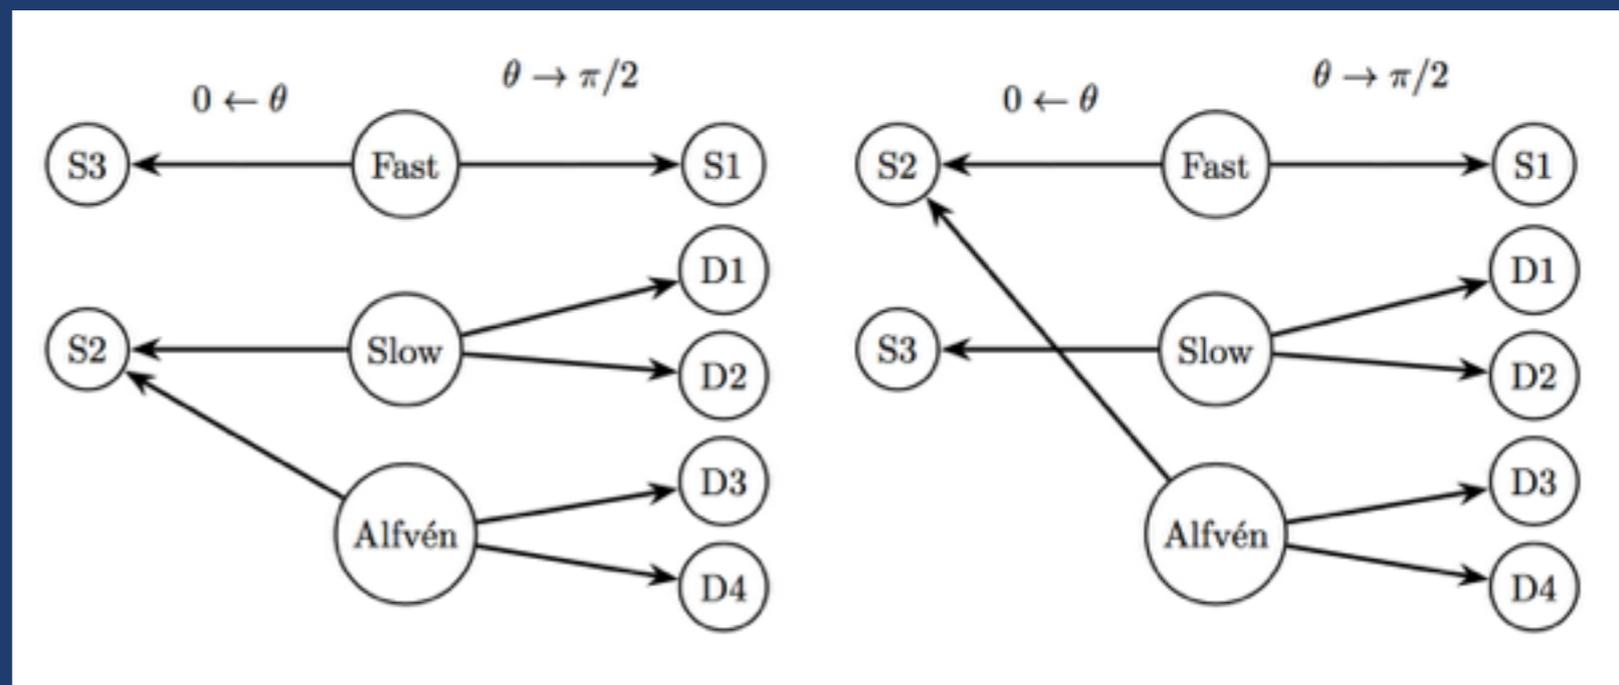 0 ← θ
θ → π/2
S3
Fast
S1
D1
S2
Slow
D2
D3
Alfvén
D4
0 ← θ
θ → π/2
S2
Fast
S1
D1
S3
Slow
D2
D3
Alfvén
D4